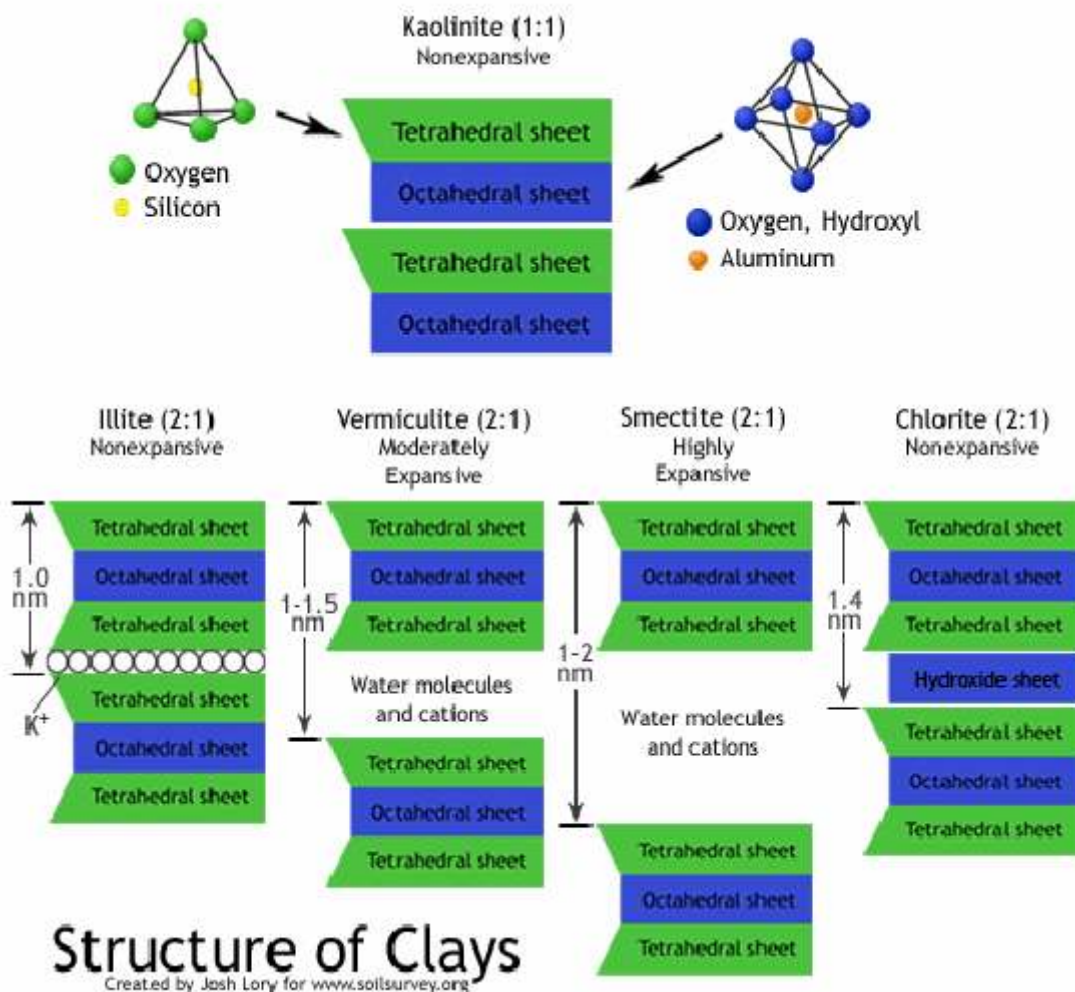 Kaolinite (1:1)
Nonexpansive
Oxygen
Silicon
Tetrahedral sheet
Octahedral sheet
Tetrahedral sheet
Octahedral sheet
Oxygen, Hydroxyl
Aluminum
Illite (2:1)
Nonexpansive
1.0
nm
Tetrahedral sheet
Octahedral sheet
Tetrahedral sheet
K+
Tetrahedral sheet
Octahedral sheet
Tetrahedral sheet
Vermiculite (2:1)
Moderately
Expansive
1-1.5
nm
Tetrahedral sheet
Octahedral sheet
Tetrahedral sheet
Water molecules
and cations
Tetrahedral sheet
Octahedral sheet
Tetrahedral sheet
Smectite (2:1)
Highly
Expansive
1-2
nm
Tetrahedral sheet
Octahedral sheet
Tetrahedral sheet
Water molecules
and cations
Tetrahedral sheet
Octahedral sheet
Tetrahedral sheet
Chlorite (2:1)
Nonexpansive
1.4
nm
Tetrahedral sheet
Octahedral sheet
Tetrahedral sheet
Hydroxide sheet
Tetrahedral sheet
Octahedral sheet
Tetrahedral sheet
Structure of Clays
Created by Josh Lory for www.soilsurvey.org